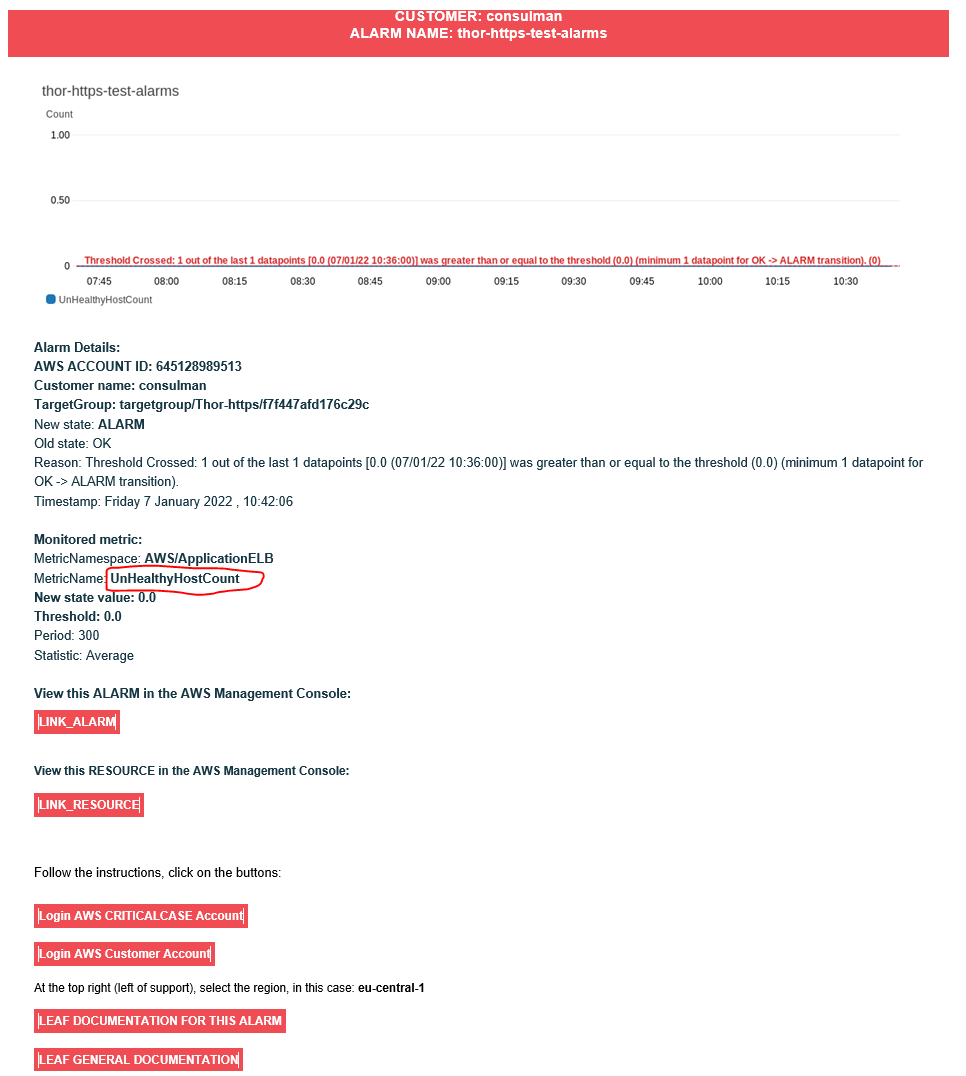 CUSTOMER: consulman
ALARM NAME: thor-https-test-alarms
thor-https-test-alarms
Count
1.00
0.50
Threshold Crossed: 1 out of the last 1 datapoints [0.0 (07/01/22 10:36:00)] was greater than or equal to the threshold (0.0) (minimum 1 datapoint for OK -> ALARM transition). (0)
0
07:45 08:00 08:15 08:30 08:45 09:00 09:15 09:30 09:45 10:00 10:15 10:30
UnHealthyHostCount
Alarm Details:
AWS ACCOUNT ID: 645128989513
Customer name: consulman
TargetGroup: targetgroup/Thor-https/f7f447afd176c29c
New state: ALARM
Old state: OK
Reason: Threshold Crossed: 1 out of the last 1 datapoints [0.0 (07/01/22 10:36:00)] was greater than or equal to the threshold (0.0) (minimum 1 datapoint for
OK -> ALARM transition).
Timestamp: Friday 7 January 2022 , 10:42:06
Monitored metric:
MetricNamespace: AWS/ApplicationELB
MetricName: UnHealthyHostCount
New state value: 0.0
Threshold: 0.0
Period: 300
Statistic: Average
View this ALARM in the AWS Management Console:
LINK_ALARM
View this RESOURCE in the AWS Management Console:
LINK_RESOURCE
Follow the instructions, click on the buttons:
Login AWS CRITICALCASE Account
Login AWS Customer Account
At the top right (left of support), select the region, in this case: eu-central-1
LEAF DOCUMENTATION FOR THIS ALARM
LEAF GENERAL DOCUMENTATION